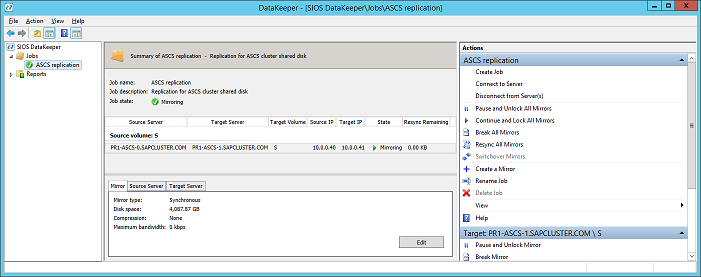 DataKeeper - [SIOS DataKeeper\Jobs\ASCS replication]
File Action View Help
SIOS DataKeeper
Jobs
ASCS replication
Reports
Summary of ASCS replication - Replication for ASCS cluster shared disk
Job name: ASCS replication
Job description: Replication for ASCS cluster shared disk
Job state: Mirroring
Source Server Target Server Target Volume Source IP Target IP State Resync Remaining
Source volume: S
PR1-ASCS-0.SAPCLUSTER.COM PR1-ASCS-1.SAPCLUSTER.COM S 10.0.0.40 10.0.0.41 Mirroring 0.00 KB
Mirror Source Server Target Server
Mirror type: Synchronous
Disk space: 4,087.87 GB
Compression: None
Maximum bandwidth: 0 kbps
Edit
Actions
ASCS replication
Create Job
Connect to Server
Disconnect from Server(s)
Pause and Unlock All Mirrors
Continue and Lock All Mirrors
Break All Mirrors
Resync All Mirrors
Switchover Mirrors
Create a Mirror
Rename Job
Delete Job
View
Help
Target: PR1-ASCS-1.SAPCLUSTER.COM \ S
Pause and Unlock Mirror
Break Mirror